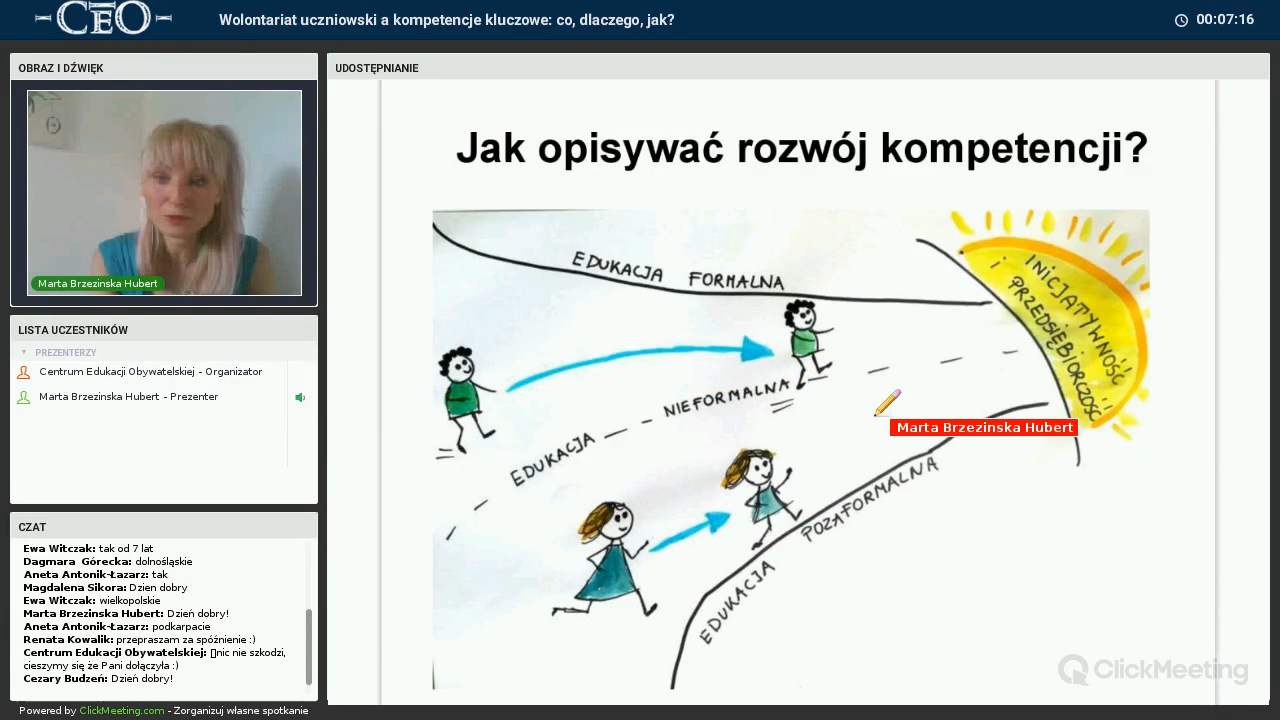 CEO
Wolontariat uczniowski a kompetencje kluczowe: co, dlaczego, jak?
00:07:16
OBRAZ I DŹWIĘK
Marta Brzezinska Hubert
LISTA UCZESTNIKÓW
PREZENTERZY
Centrum Edukacji Obywatelskiej - Organizator
Marta Brzezinska Hubert - Prezenter
CZAT
Ewa Witczak: tak od 7 lat
Dagmara Górecka: dolnośląskie
Aneta Antonik-Łazarz: tak
Magdalena Sikora: Dzien dobry
Ewa Witczak: wielkopolskie
Marta Brzezinska Hubert: Dzień dobry!
Aneta Antonik-Łazarz: podkarpacie
Renata Kowalik: przepraszam za spóźnienie :)
Centrum Edukacji Obywatelskiej: nic nie szkodzi,
cieszymy się że Pani dołączyła :)
Cezary Budzeń: Dzień dobry!
Powered by ClickMeeting.com - Zorganizuj własne spotkanie
UDOSTĘPNIANIE
Jak opisywać rozwój kompetencji?
EDUKACJA FORMALNA
INICJATYWNOŚĆ
i PRZEDSIĘBIORCZOŚĆ
EDUKACJA NIEFORMALNA
Marta Brzezinska Hubert
EDUKACJA POZAFORMALNA
ClickMeeting